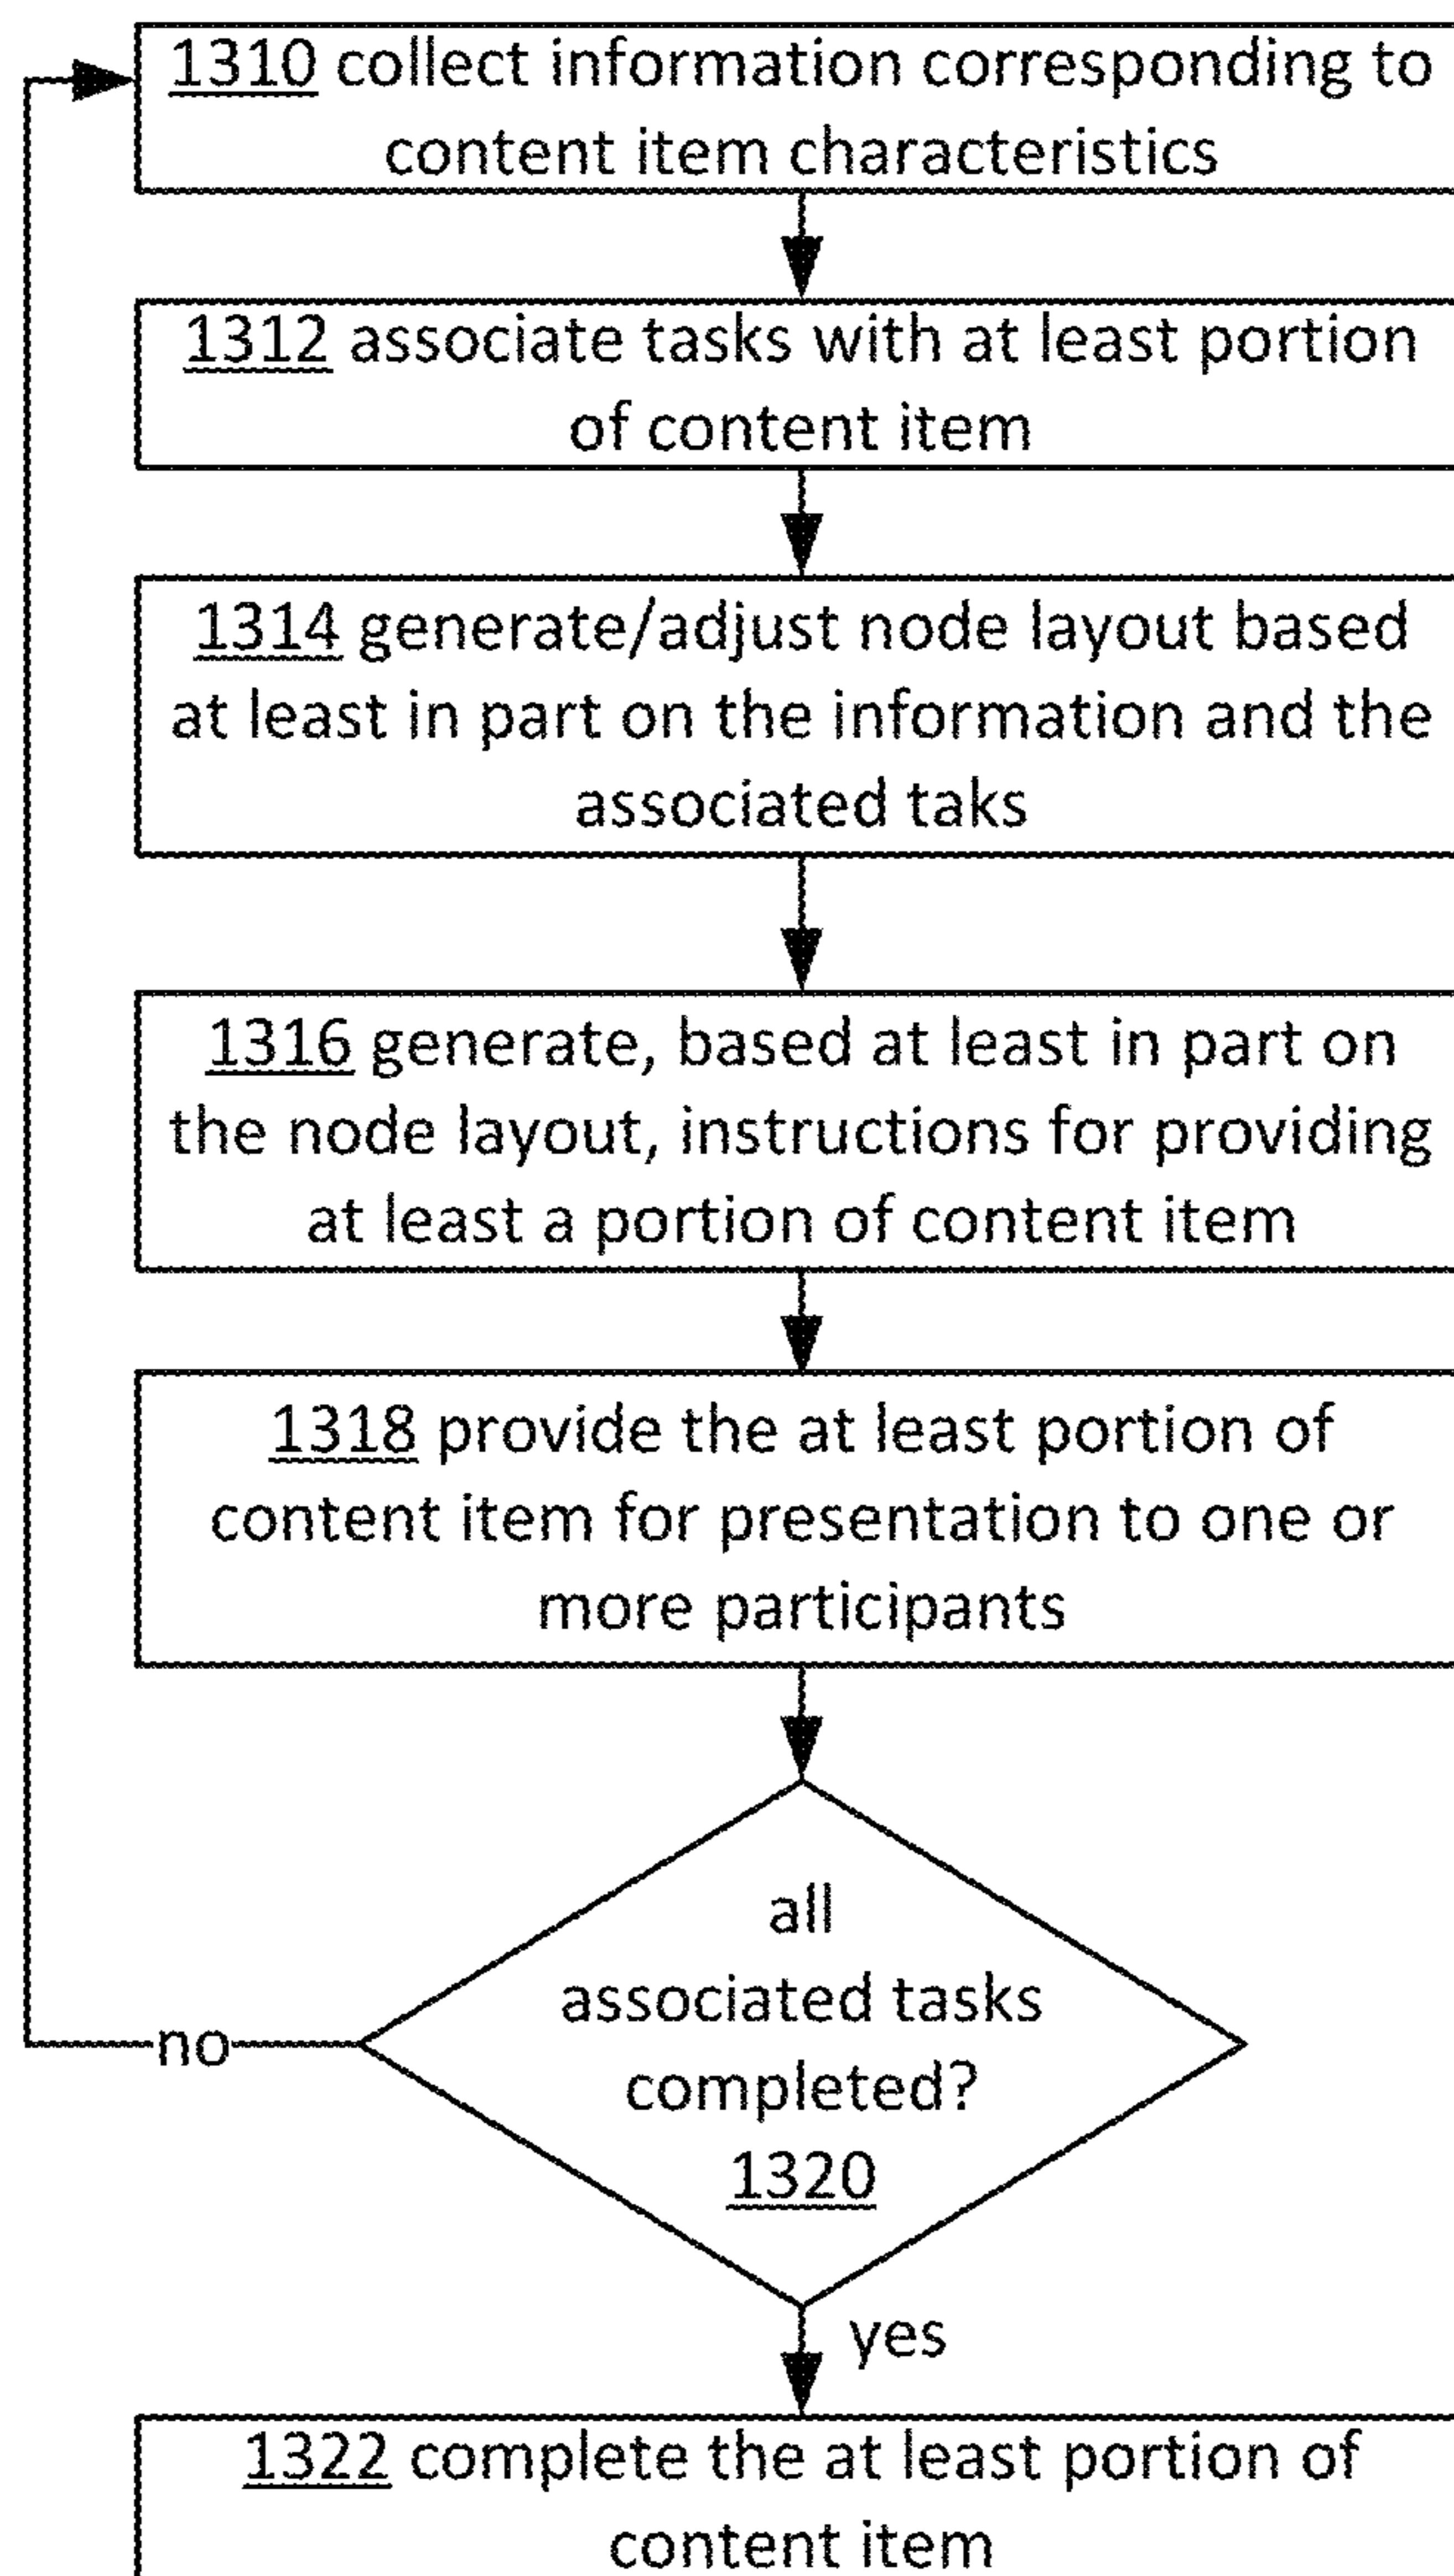 1310 collect information corresponding to
content item characteristics
1312 associate tasks with at least portion
of content item
1314 generate/adjust node layout based
at least in part on the information and the
associated taks
1316 generate, based at least in part on
the node layout, instructions for providing
at least a portion of content item
1318 provide the at least portion of
content item for presentation to one or
more participants
all
associated tasks
completed?
1320
no
yes
1322 complete the at least portion of
content item